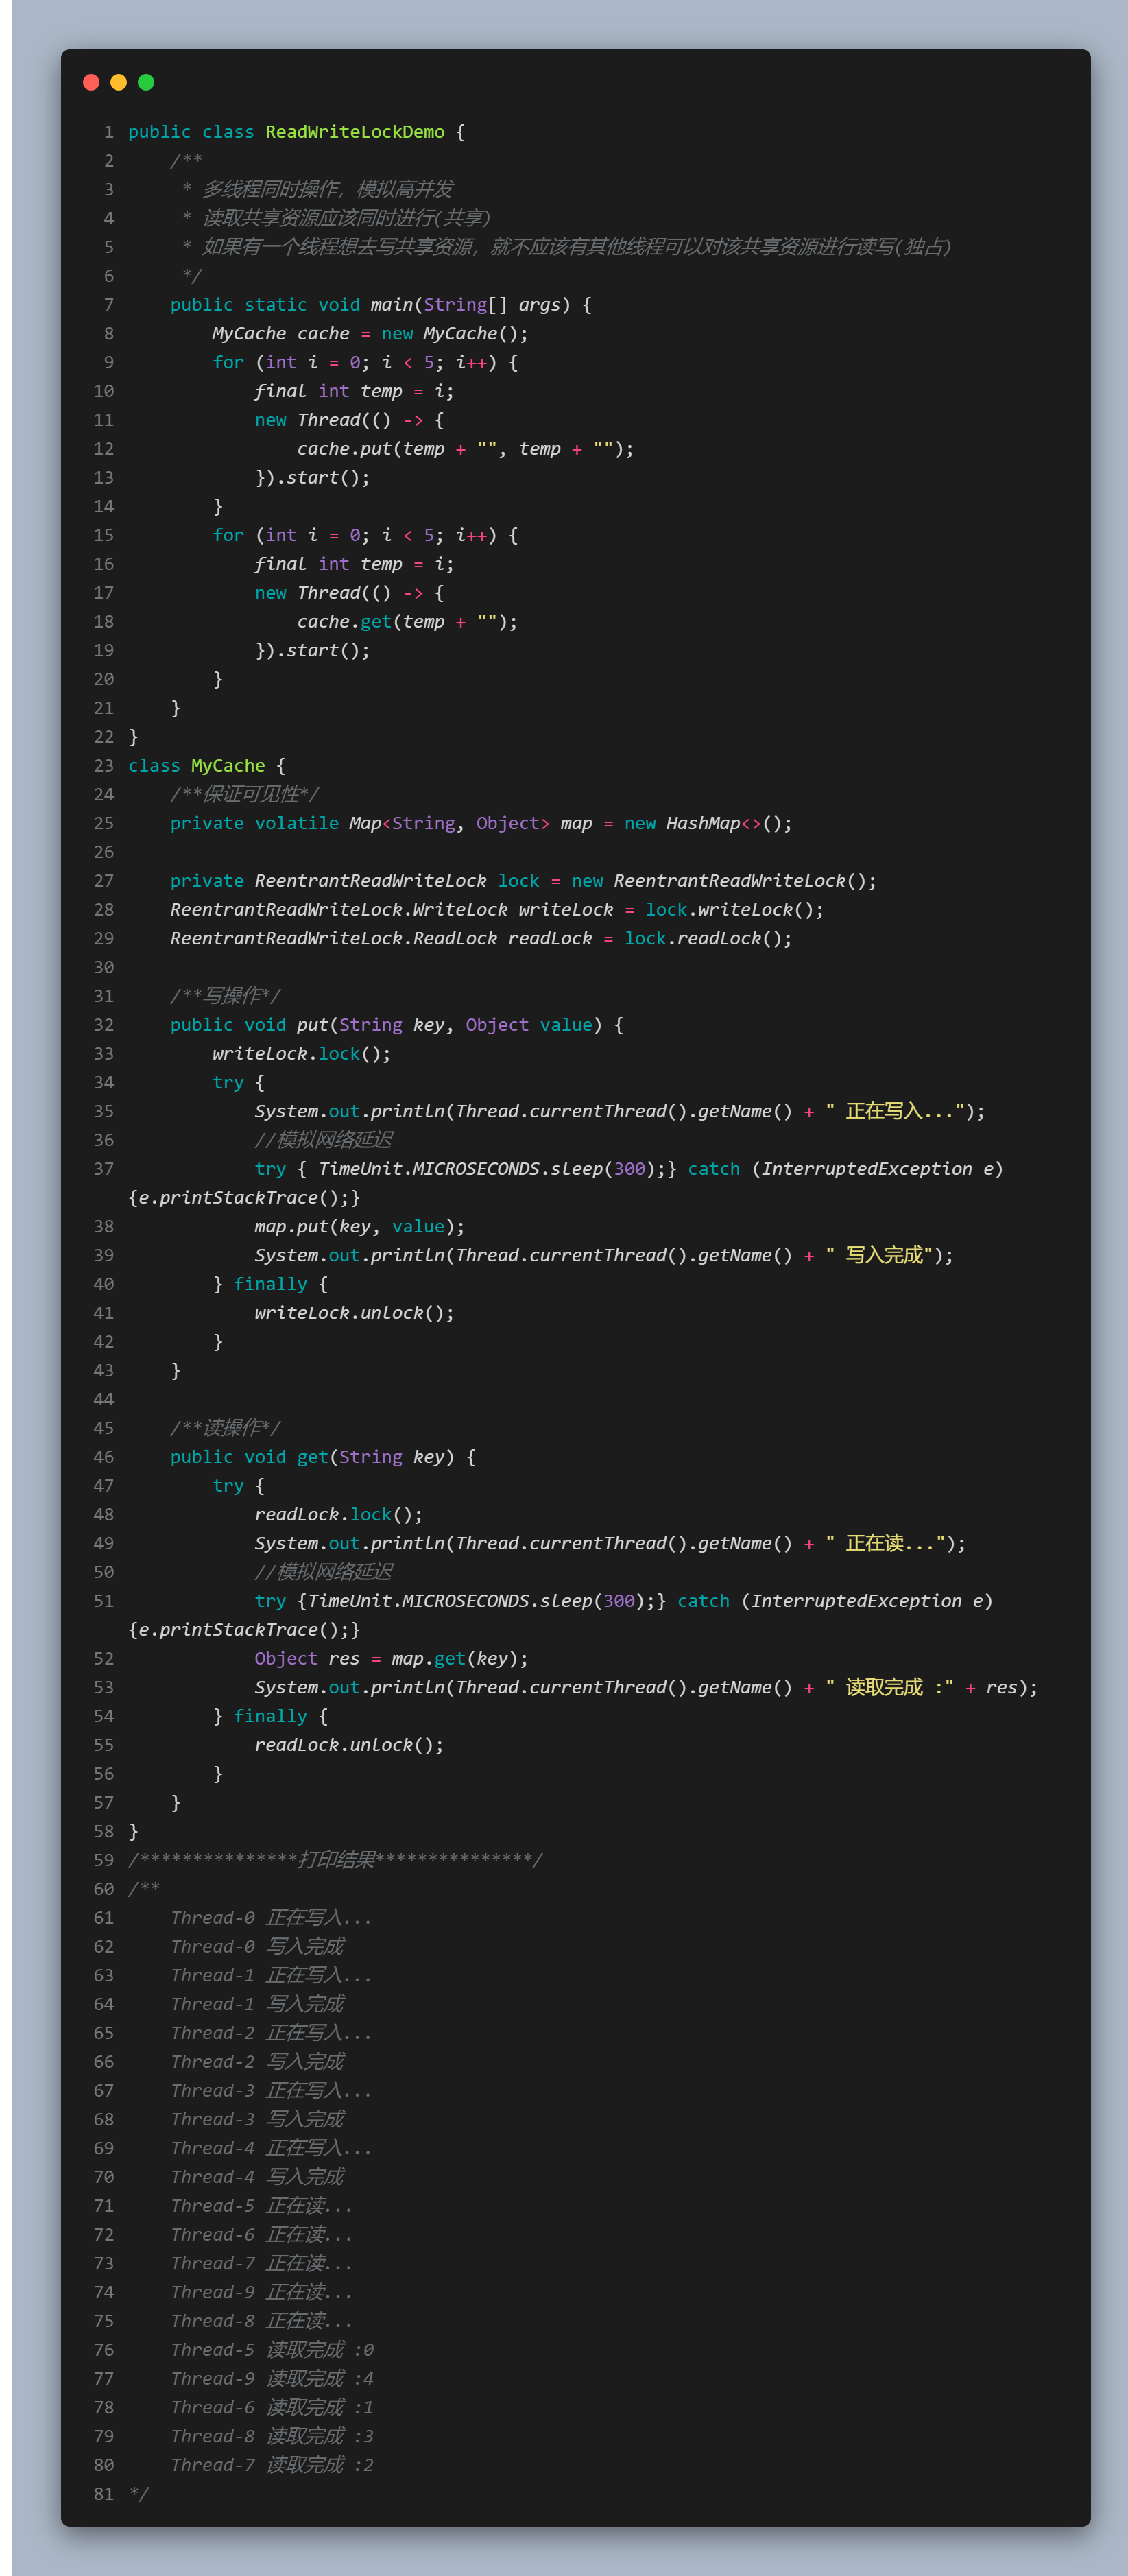 1 public class ReadWriteLockDemo {
2     /**
3      * 多线程同时操作, 模拟高并发
4      * 读取共享资源应该同时进行(共享)
5      * 如果有一个线程想去写共享资源, 就不应该有其他线程可以对该共享资源进行读写(独占)
6      */
7     public static void main(String[] args) {
8         MyCache cache = new MyCache();
9         for (int i = 0; i < 5; i++) {
10             final int temp = i;
11             new Thread(() -> {
12                 cache.put(temp + "", temp + "");
13             }).start();
14         }
15         for (int i = 0; i < 5; i++) {
16             final int temp = i;
17             new Thread(() -> {
18                 cache.get(temp + "");
19             }).start();
20         }
21     }
22 }
23 class MyCache {
24     /**保证可见性*/
25     private volatile Map<String, Object> map = new HashMap<>();
26
27     private ReentrantReadWriteLock lock = new ReentrantReadWriteLock();
28     ReentrantReadWriteLock.WriteLock writeLock = lock.writeLock();
29     ReentrantReadWriteLock.ReadLock readLock = lock.readLock();
30
31     /**写操作*/
32     public void put(String key, Object value) {
33         writeLock.lock();
34         try {
35             System.out.println(Thread.currentThread().getName() + " 正在写入...");
36             //模拟网络延迟
37             try { TimeUnit.MICROSECONDS.sleep(300);} catch (InterruptedException e)
{e.printStackTrace();}
38             map.put(key, value);
39             System.out.println(Thread.currentThread().getName() + " 写入完成");
40         } finally {
41             writeLock.unlock();
42         }
43     }
44
45     /**读操作*/
46     public void get(String key) {
47         try {
48             readLock.lock();
49             System.out.println(Thread.currentThread().getName() + " 正在读...");
50             //模拟网络延迟
51             try {TimeUnit.MICROSECONDS.sleep(300);} catch (InterruptedException e)
{e.printStackTrace();}
52             Object res = map.get(key);
53             System.out.println(Thread.currentThread().getName() + " 读取完成 :" + res);
54         } finally {
55             readLock.unlock();
56         }
57     }
58 }
59 /***************打印结果***************/
60 /**
61     Thread-0 正在写入...
62     Thread-0 写入完成
63     Thread-1 正在写入...
64     Thread-1 写入完成
65     Thread-2 正在写入...
66     Thread-2 写入完成
67     Thread-3 正在写入...
68     Thread-3 写入完成
69     Thread-4 正在写入...
70     Thread-4 写入完成
71     Thread-5 正在读...
72     Thread-6 正在读...
73     Thread-7 正在读...
74     Thread-9 正在读...
75     Thread-8 正在读...
76     Thread-5 读取完成 :0
77     Thread-9 读取完成 :4
78     Thread-6 读取完成 :1
79     Thread-8 读取完成 :3
80     Thread-7 读取完成 :2
81 */